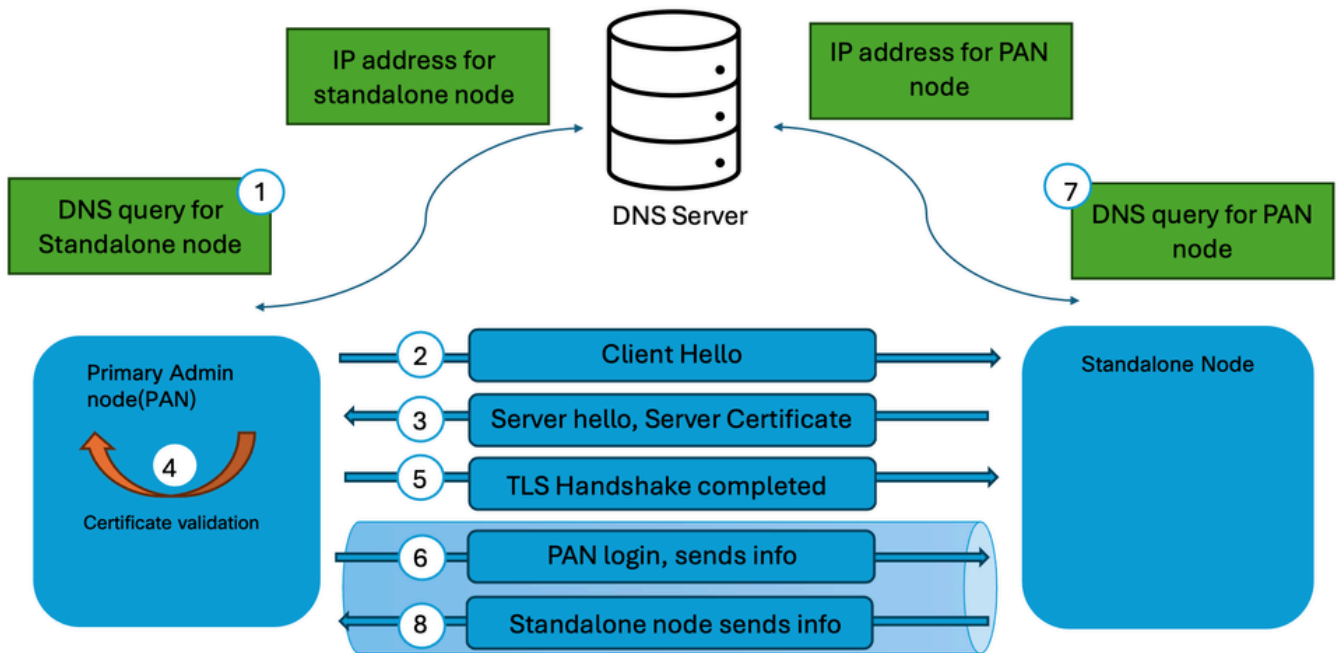 IP address for
standalone node
IP address for PAN
node
DNS Server
1
DNS query for
Standalone node
7
DNS query for PAN
node
Primary Admin
node(PAN)
4
Certificate validation
2
Client Hello
3
Server hello, Server Certificate
5
TLS Handshake completed
6
PAN login, sends info
8
Standalone node sends info
Standalone Node